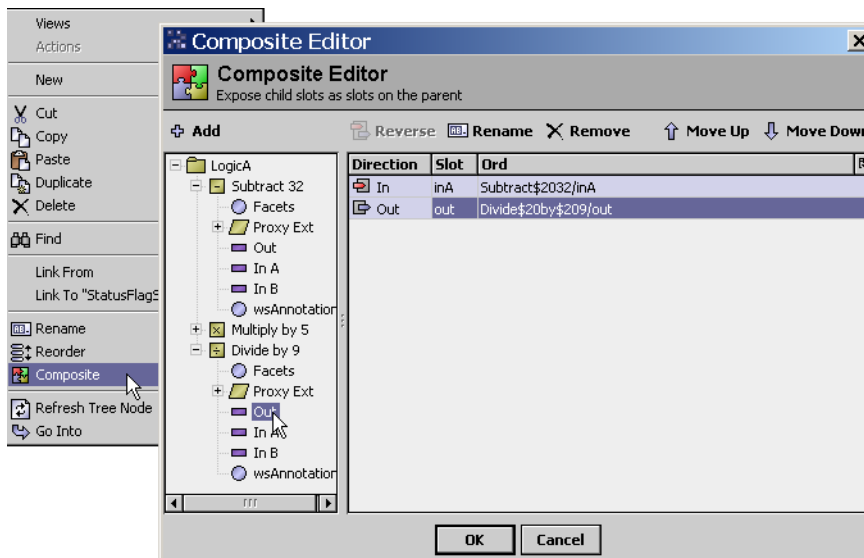 Views
Actions
New
Cut
Copy
Paste
Duplicate
Delete
Find
Link From
Link To "StatusFlagS
Rename
Reorder
Composite
Refresh Tree Node
Go Into
Composite Editor
Composite Editor
Expose child slots as slots on the parent
Add
Reverse Rename Remove Move Up Move Down
LogicA
Subtract 32
Facets
Proxy Ext
Out
In A
In B
wsAnnotation
Multiply by 5
Divide by 9
Facets
Proxy Ext
Out
In A
In B
wsAnnotation
Direction Slot Ord
In inA Subtract$2032/inA
Out out Divide$20by$209/out
OK Cancel